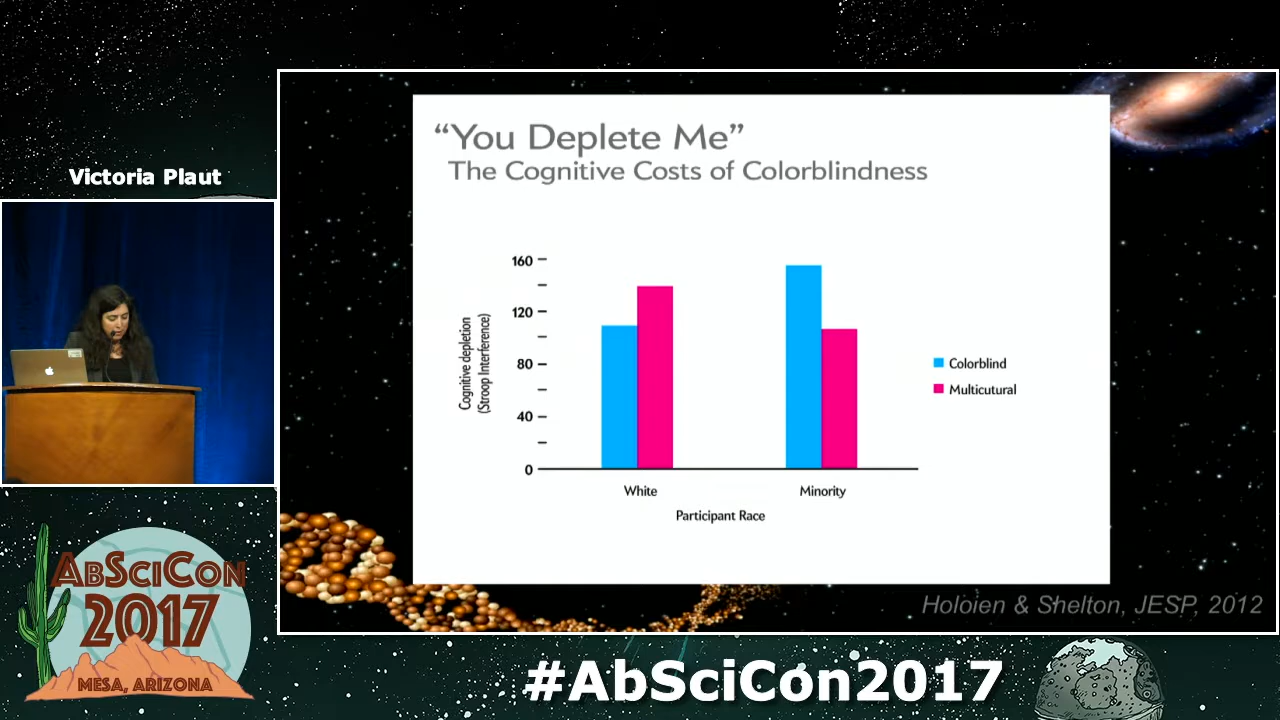 Victoria Plaut
“You Deplete Me”
The Cognitive Costs of Colorblindness
160
120
80
40
0
Cognitive depletion
(Stroop Interference)
White
Minority
Participant Race
Colorblind
Multicutural
Holoien & Shelton, JESP, 2012
ABSCICON
2017
MESA, ARIZONA
#AbSciCon2017